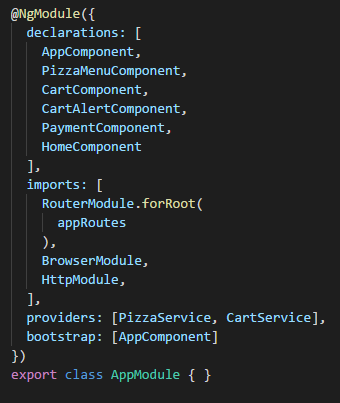 @NgModule({
  declarations: [
    AppComponent,
    PizzaMenuComponent,
    CartComponent,
    CartAlertComponent,
    PaymentComponent,
    HomeComponent
  ],
  imports: [
    RouterModule.forRoot(
      appRoutes
    ),
    BrowserModule,
    HttpModule,
  ],
  providers: [PizzaService, CartService],
  bootstrap: [AppComponent]
})
export class AppModule { }